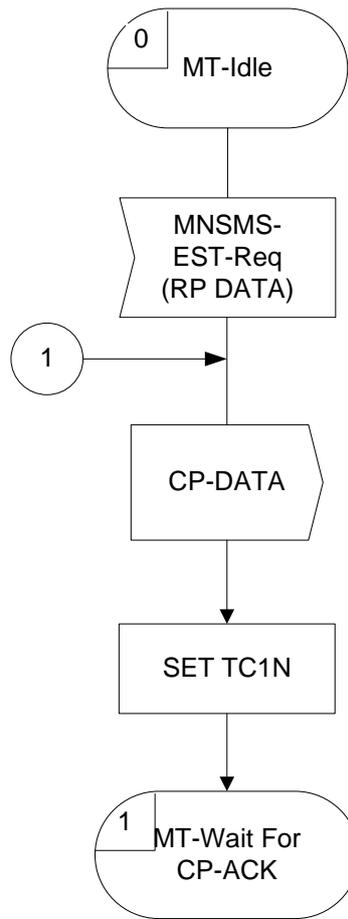 0
MT-Idle
MNSMS-
EST-Req
(RP DATA)
1
CP-DATA
SET TC1N
1
MT-Wait For
CP-ACK